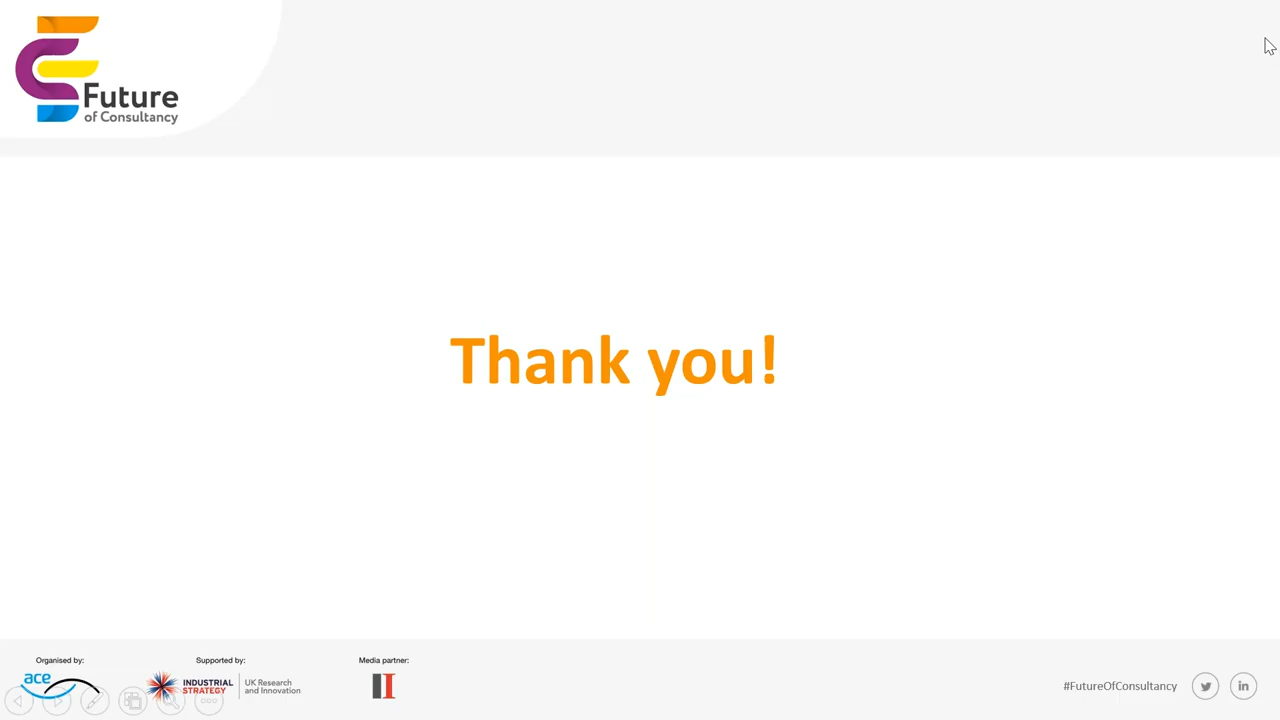 Future
of Consultancy
Thank you!
Organised by:
Supported by:
Media partner:
ace
INDUSTRIAL
STRATEGY
UK Research
and Innovation
#FutureOfConsultancy
in